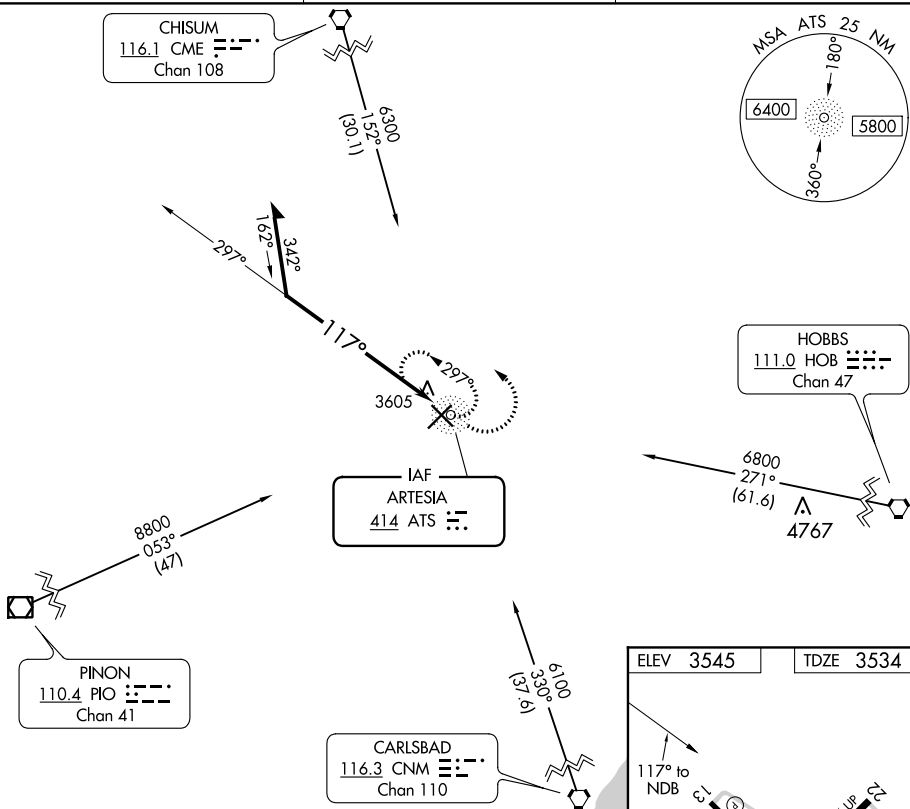 CHISUM
116.1 CME
Chan 108
6300
152°
(30.1)
MSA ATS 25 NM
180°
6400
5800
360°
297°
162°
342°
117°
297°
3605
HOBBS
111.0 HOB
Chan 47
IAF
ARTESIA
414 ATS
6800
271°
(61.6)
4767
8800
053°
(47)
PINON
110.4 PIO
Chan 41
6100
330°
(37.6)
CARLSBAD
116.3 CNM
Chan 110
ELEV 3545
TDZE 3534
117° to
NDB
13
P
UP
22